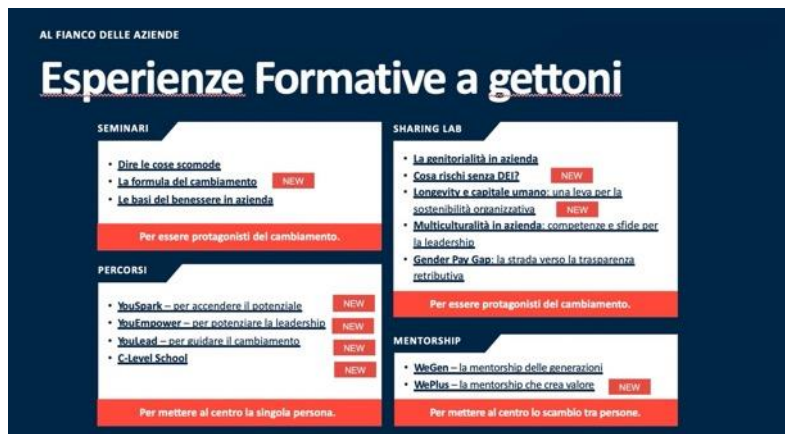 AL FIANCO DELLE AZIENDE
Esperienze Formative a gettoni
SEMINARI
• Dire le cose scomode
• La formula del cambiamento NEW
• Le basi del benessere in azienda
Per essere protagonisti del cambiamento.
PERCORSI
• YouSpark – per accendere il potenziale NEW
• YouEmpower – per potenziare la leadership NEW
• YouLead – per guidare il cambiamento NEW
• C-Level School NEW
Per mettere al centro la singola persona.
SHARING LAB
• La genitorialità in azienda
• Cosa rischi senza DEI? NEW
• Longevity e capitale umano: una leva per la
sostenibilità organizzativa NEW
• Multiculturalità in azienda: competenze e sfide per
la leadership
• Gender Pay Gap: la strada verso la trasparenza
retributiva
Per essere protagonisti del cambiamento.
MENTORSHIP
• WeGen – la mentorship delle generazioni
• WePlus – la mentorship che crea valore NEW
Per mettere al centro lo scambio tra persone.